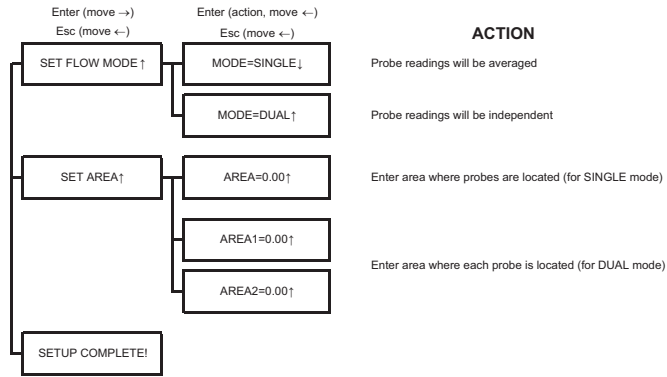 Enter (move →)
Enter (action, move ←)
Esc (move ←)
Esc (move ←)
ACTION
SET FLOW MODE↑
MODE=SINGLE↓
Probe readings will be averaged
MODE=DUAL↑
Probe readings will be independent
SET AREA↑
AREA=0.00↑
Enter area where probes are located (for SINGLE mode)
AREA1=0.00↑
Enter area where each probe is located (for DUAL mode)
AREA2=0.00↑
SETUP COMPLETE!